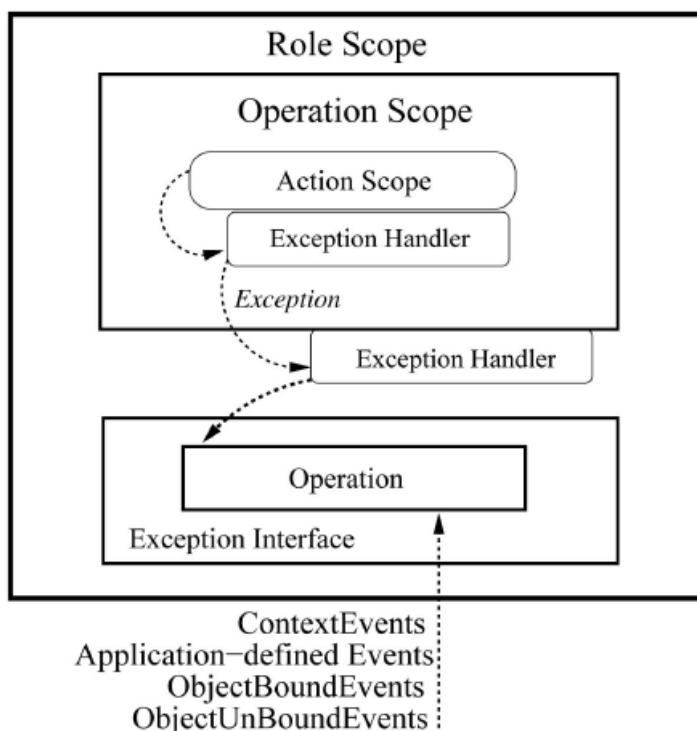 Role Scope
Operation Scope
Action Scope
Exception Handler
Exception
Exception Handler
Operation
Exception Interface
ContextEvents
Application−defined Events
ObjectBoundEvents
ObjectUnBoundEvents